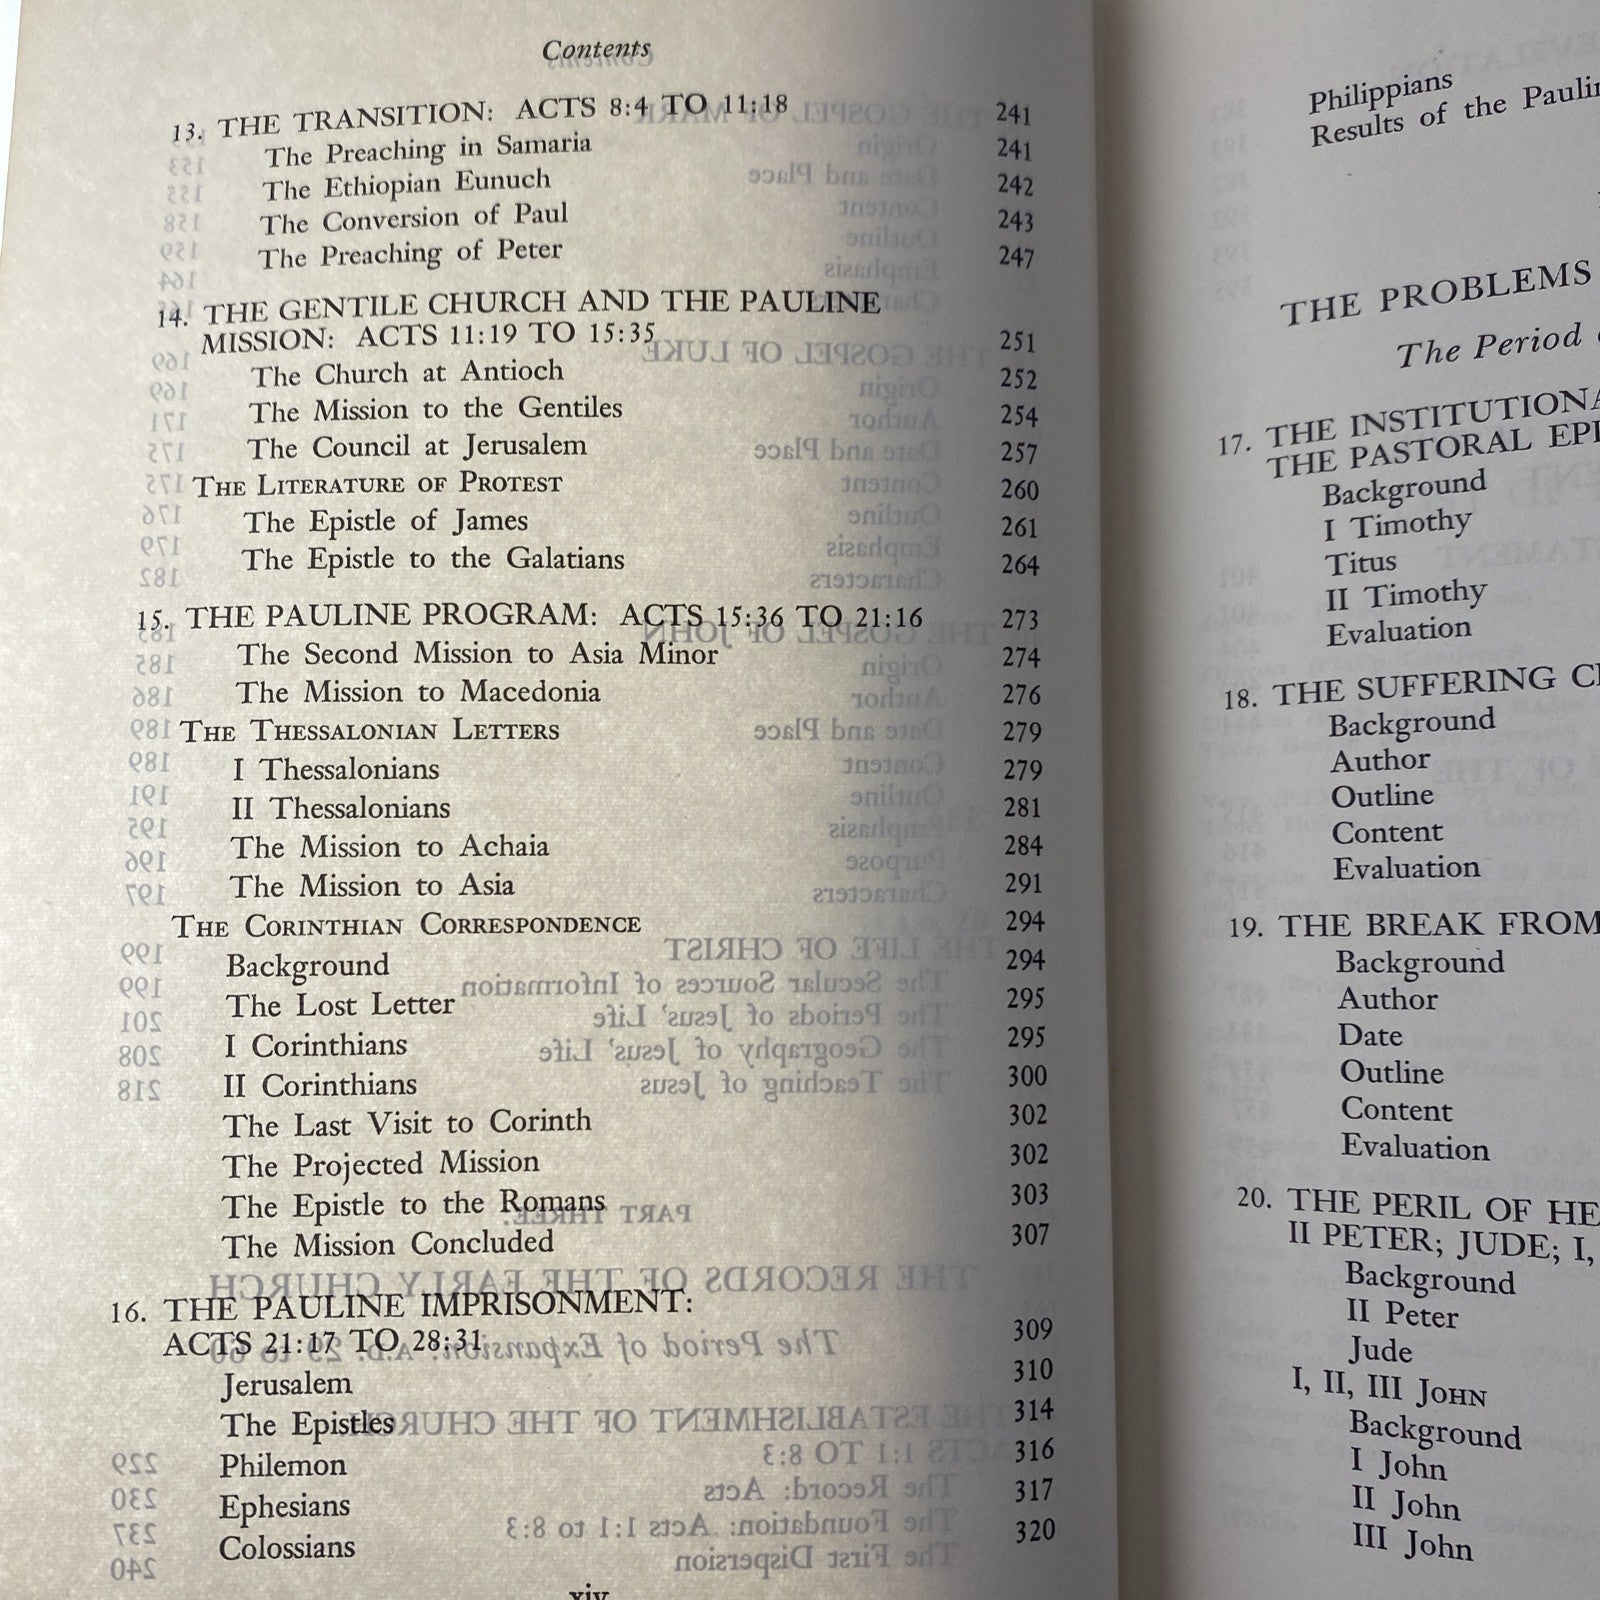 Contents
13. THE TRANSITION: ACTS 8:4 TO 11:18 241
The Preaching in Samaria 241
The Ethiopian Eunuch 242
The Conversion of Paul 243
The Preaching of Peter 247
14. THE GENTILE CHURCH AND THE PAULINE
MISSION: ACTS 11:19 TO 15:35 251
The Church at Antioch 252
The Mission to the Gentiles 254
The Council at Jerusalem 257
THE LITERATURE OF PROTEST 260
The Epistle of James 261
The Epistle to the Galatians 264
15. THE PAULINE PROGRAM: ACTS 15:36 TO 21:16 273
The Second Mission to Asia Minor 274
The Mission to Macedonia 276
THE THESSALONIAN LETTERS 279
I Thessalonians 279
II Thessalonians 281
The Mission to Achaia 284
The Mission to Asia 291
THE CORINTHIAN CORRESPONDENCE 294
Background 294
The Lost Letter 295
I Corinthians 295
II Corinthians 300
The Last Visit to Corinth 302
The Projected Mission 302
The Epistle to the Romans 303
The Mission Concluded 307
16. THE PAULINE IMPRISONMENT:
ACTS 21:17 TO 28:31 309
Jerusalem 310
The Epistles 314
Philemon 316
Ephesians 317
Colossians 320
xiv
Philippians
Results of the
THE PROBLEMS
The Period
17. THE
THE PASTORAL
Background
I Timothy
Titus
II Timothy
Evaluation
18. THE SUFFERING
Background
Author
Outline
Content
Evaluation
19. THE BREAK FROM
Background
Author
Date
Outline
Content
Evaluation
20. THE PERIL OF
II PETER; JUDE; I,
Background
II Peter
Jude
I, II, III JOHN
Background
I John
II John
III John